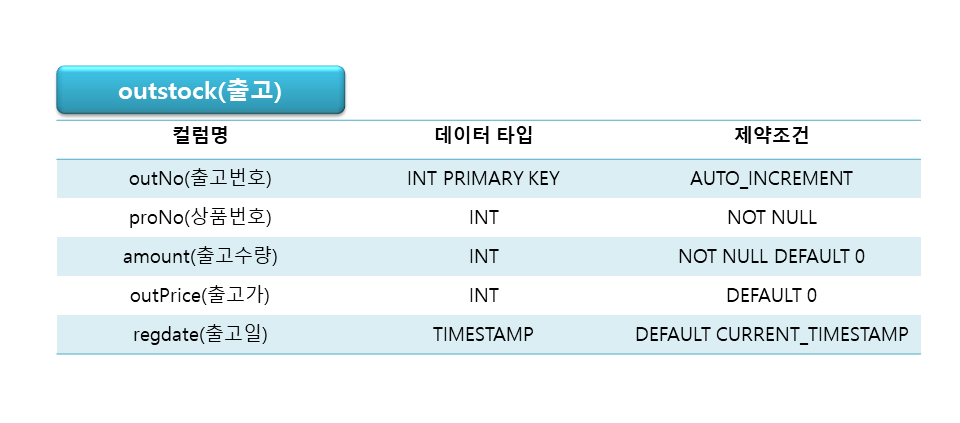 outstock(출고)
컬럼명 데이터 타입 제약조건
outNo(출고번호) INT PRIMARY KEY AUTO_INCREMENT
proNo(상품번호) INT NOT NULL
amount(출고수량) INT NOT NULL DEFAULT 0
outPrice(출고가) INT DEFAULT 0
regdate(출고일) TIMESTAMP DEFAULT CURRENT_TIMESTAMP